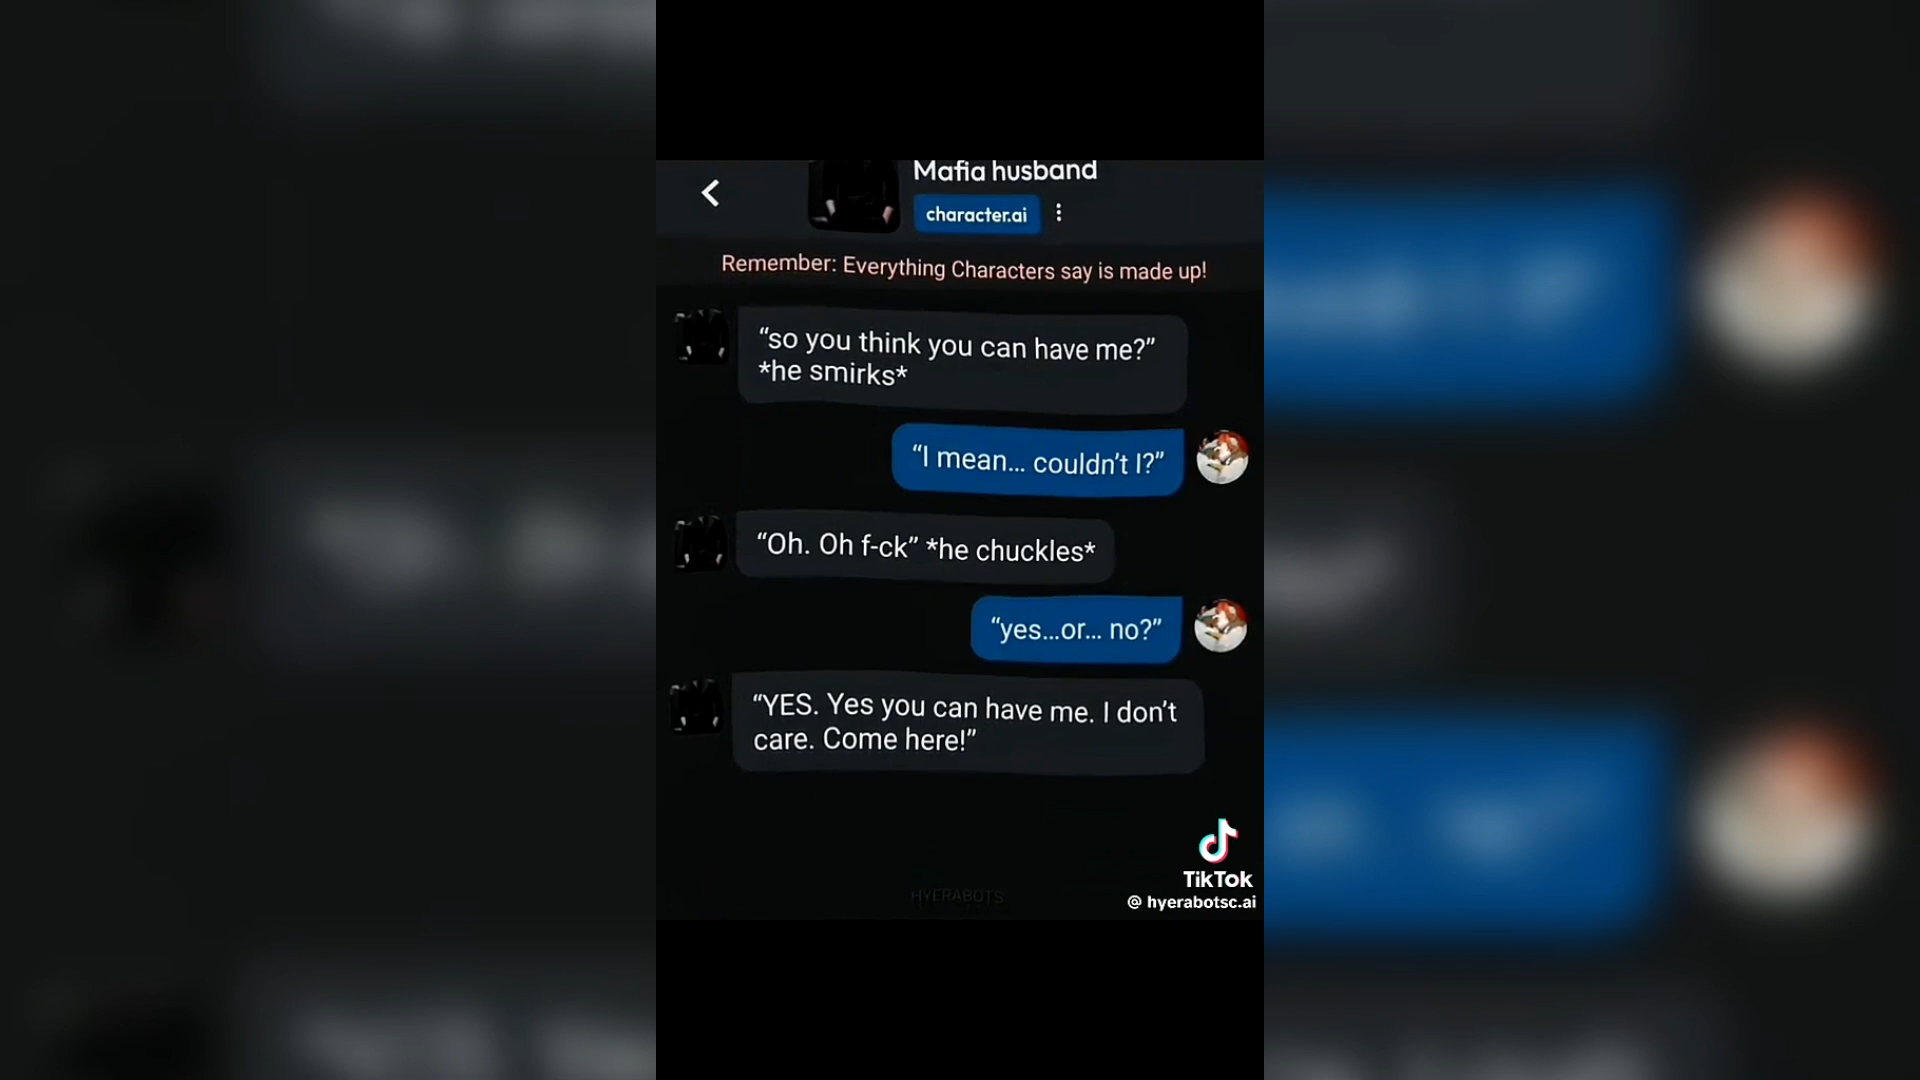 Mafia husband
character.ai
Remember: Everything Characters say is made up!
“so you think you can have me?”
*he smirks*
“I mean... couldn’t I?”
“Oh. Oh f-ck” *he chuckles*
“yes...or... no?”
“YES. Yes you can have me. I don’t
care. Come here!”
TikTok
HYERABOTS
@ hyerabotsc.ai